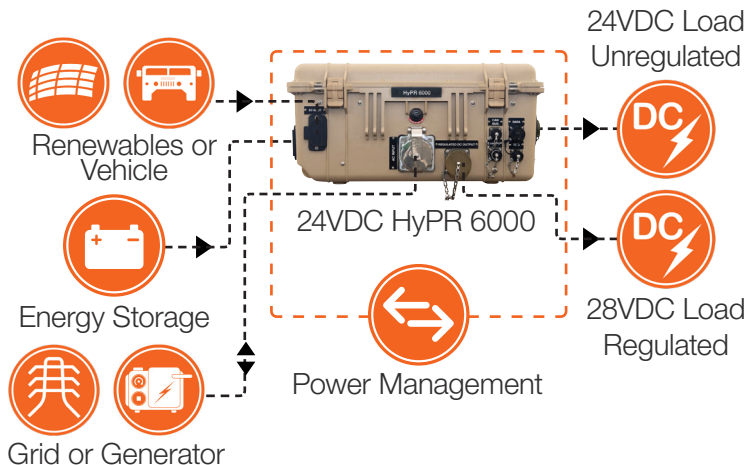 24VDC Load
Unregulated
HyPR 6000
DC
Renewables or
Vehicle
24VDC HyPR 6000
DC
+ -
Energy Storage
28VDC Load
Regulated
Power Management
Grid or Generator